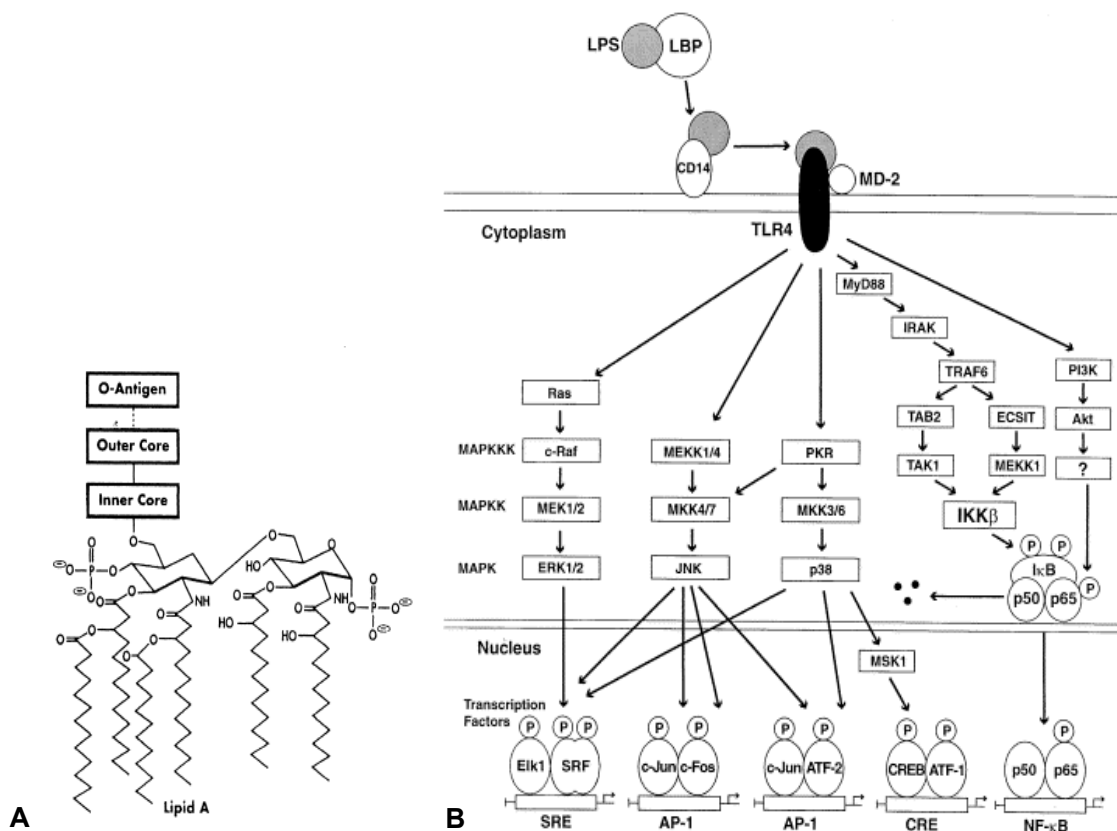 O-Antigen
Outer Core
Inner Core
O
O
O
O
⊖O-P-O
O
O⊖
HO
O
O
O
NH
O
O
O
O
O
O
O
NH
O-P-O⊖
O
O⊖
HO
HO
Lipid A
A
LPS
LBP
CD14
MD-2
Cytoplasm
TLR4
MyD88
IRAK
TRAF6
PI3K
Ras
TAB2
ECSIT
Akt
MAPKKK
c-Raf
MEKK1/4
PKR
TAK1
MEKK1
?
MAPKK
MEK1/2
MKK4/7
MKK3/6
IKKβ
P P
MAPK
ERK1/2
JNK
p38
IκB
P
p50 p65
Nucleus
MSK1
Transcription
Factors
P P P P P P P P P P
Elk1 SRF c-Jun c-Fos c-Jun ATF-2 CREB ATF-1 p50 p65
B
SRE AP-1 AP-1 CRE NF-κB